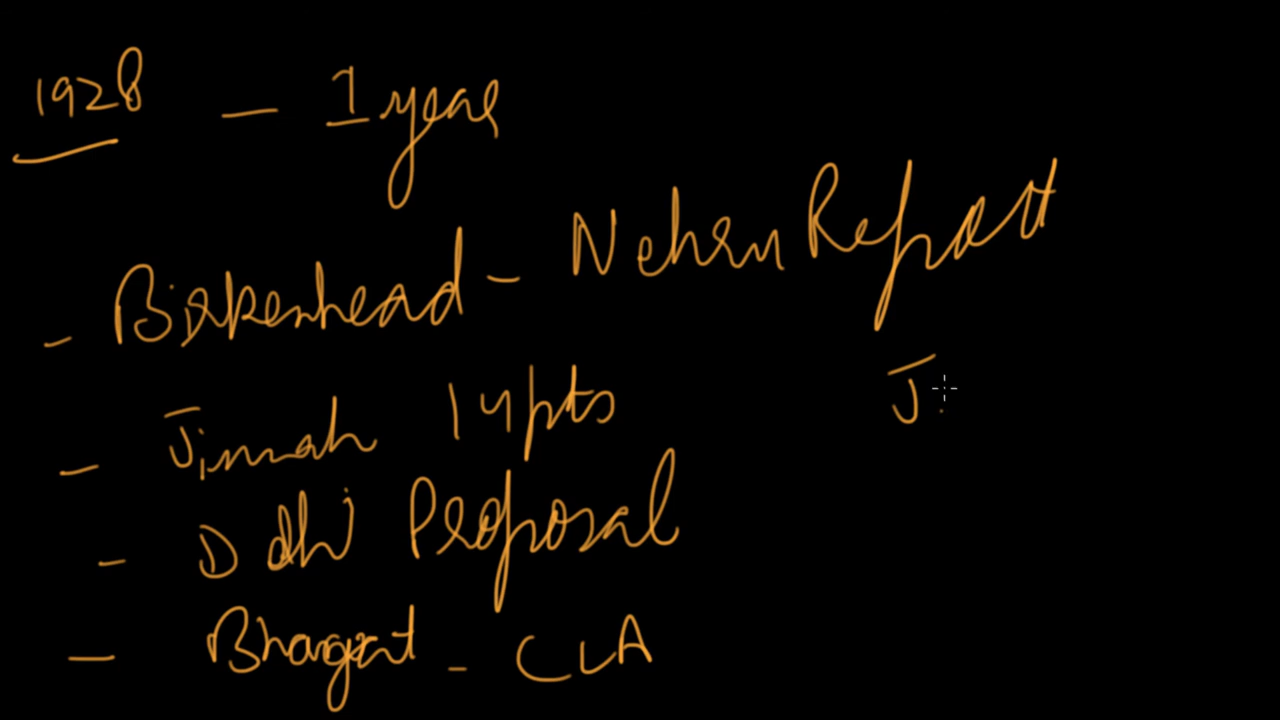 1928 - 1 year
- Birkenhead - Nehru Report
J.
- Jinnah 14 pts
- Delhi Proposal
- Bhagat - CLA